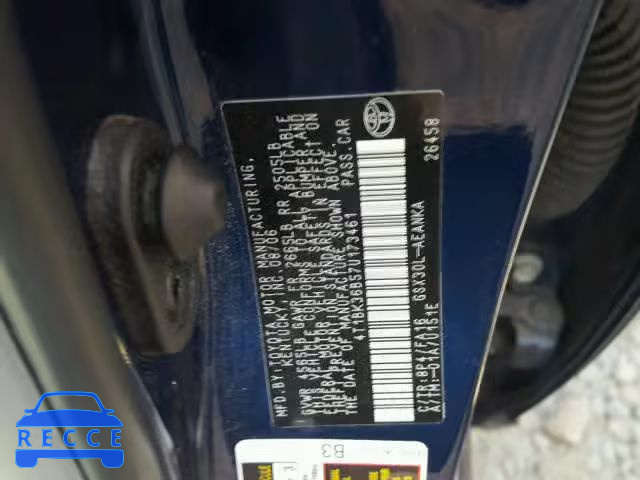 MFD.BY:TOYOTA MOTOR MANUFACTURING,
KENTUCKY, INC. 08/06
GVWR 4565LB GAWR FR 2665LB RR 2505LB
THIS VEHICLE CONFORMS TO ALL APPLICABLE
FEDERAL MOTOR VEHICLE SAFETY, BUMPER AND
THEFT PREVENTION STANDARDS IN EFFECT ON
THE DATE OF MANUFACTURE SHOWN ABOVE.
4T1BK36B57U173461 PASS.CAR
C/TR:8P4/FA16 GSX30L-AEANKA
A/TM:-01A/U151E 26458
B3
RECCE